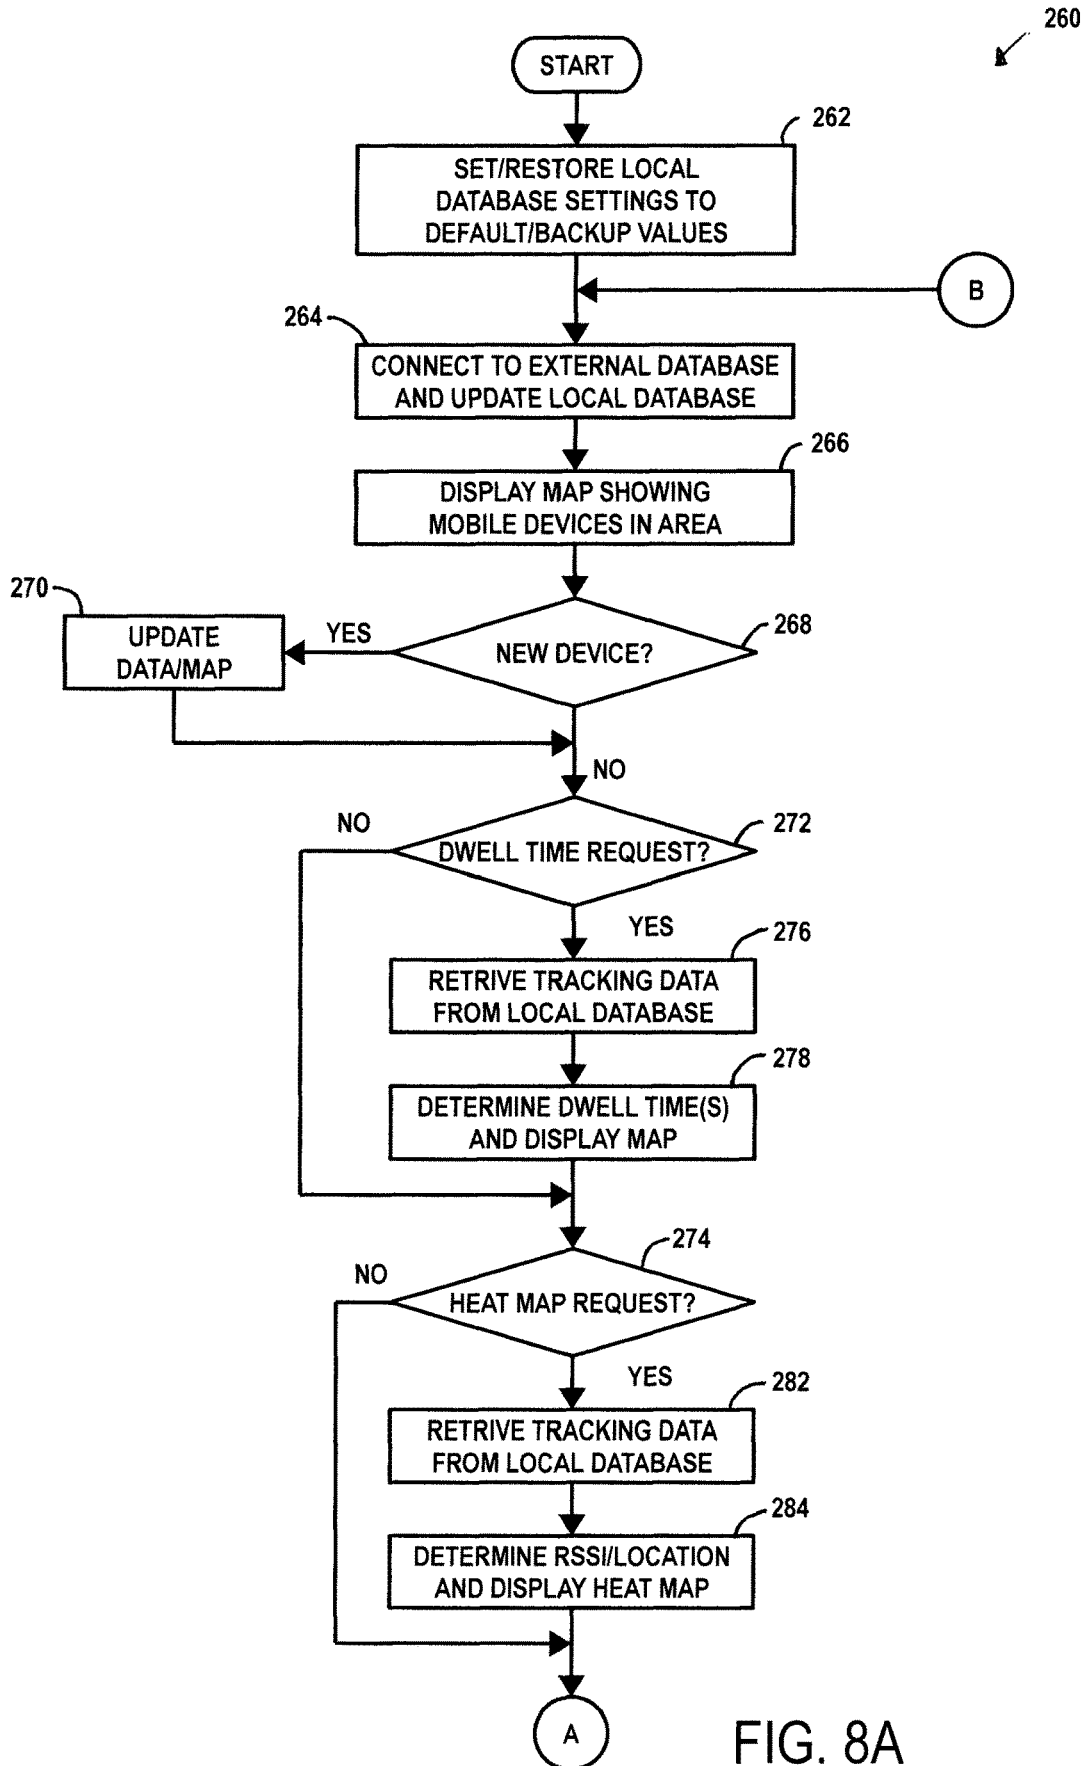 260
START
262
SET/RESTORE LOCAL
DATABASE SETTINGS TO
DEFAULT/BACKUP VALUES
B
264
CONNECT TO EXTERNAL DATABASE
AND UPDATE LOCAL DATABASE
266
DISPLAY MAP SHOWING
MOBILE DEVICES IN AREA
270
UPDATE
DATA/MAP
YES
268
NEW DEVICE?
NO
272
NO
DWELL TIME REQUEST?
YES
276
RETRIVE TRACKING DATA
FROM LOCAL DATABASE
278
DETERMINE DWELL TIME(S)
AND DISPLAY MAP
274
NO
HEAT MAP REQUEST?
YES
282
RETRIVE TRACKING DATA
FROM LOCAL DATABASE
284
DETERMINE RSSI/LOCATION
AND DISPLAY HEAT MAP
A
FIG. 8A